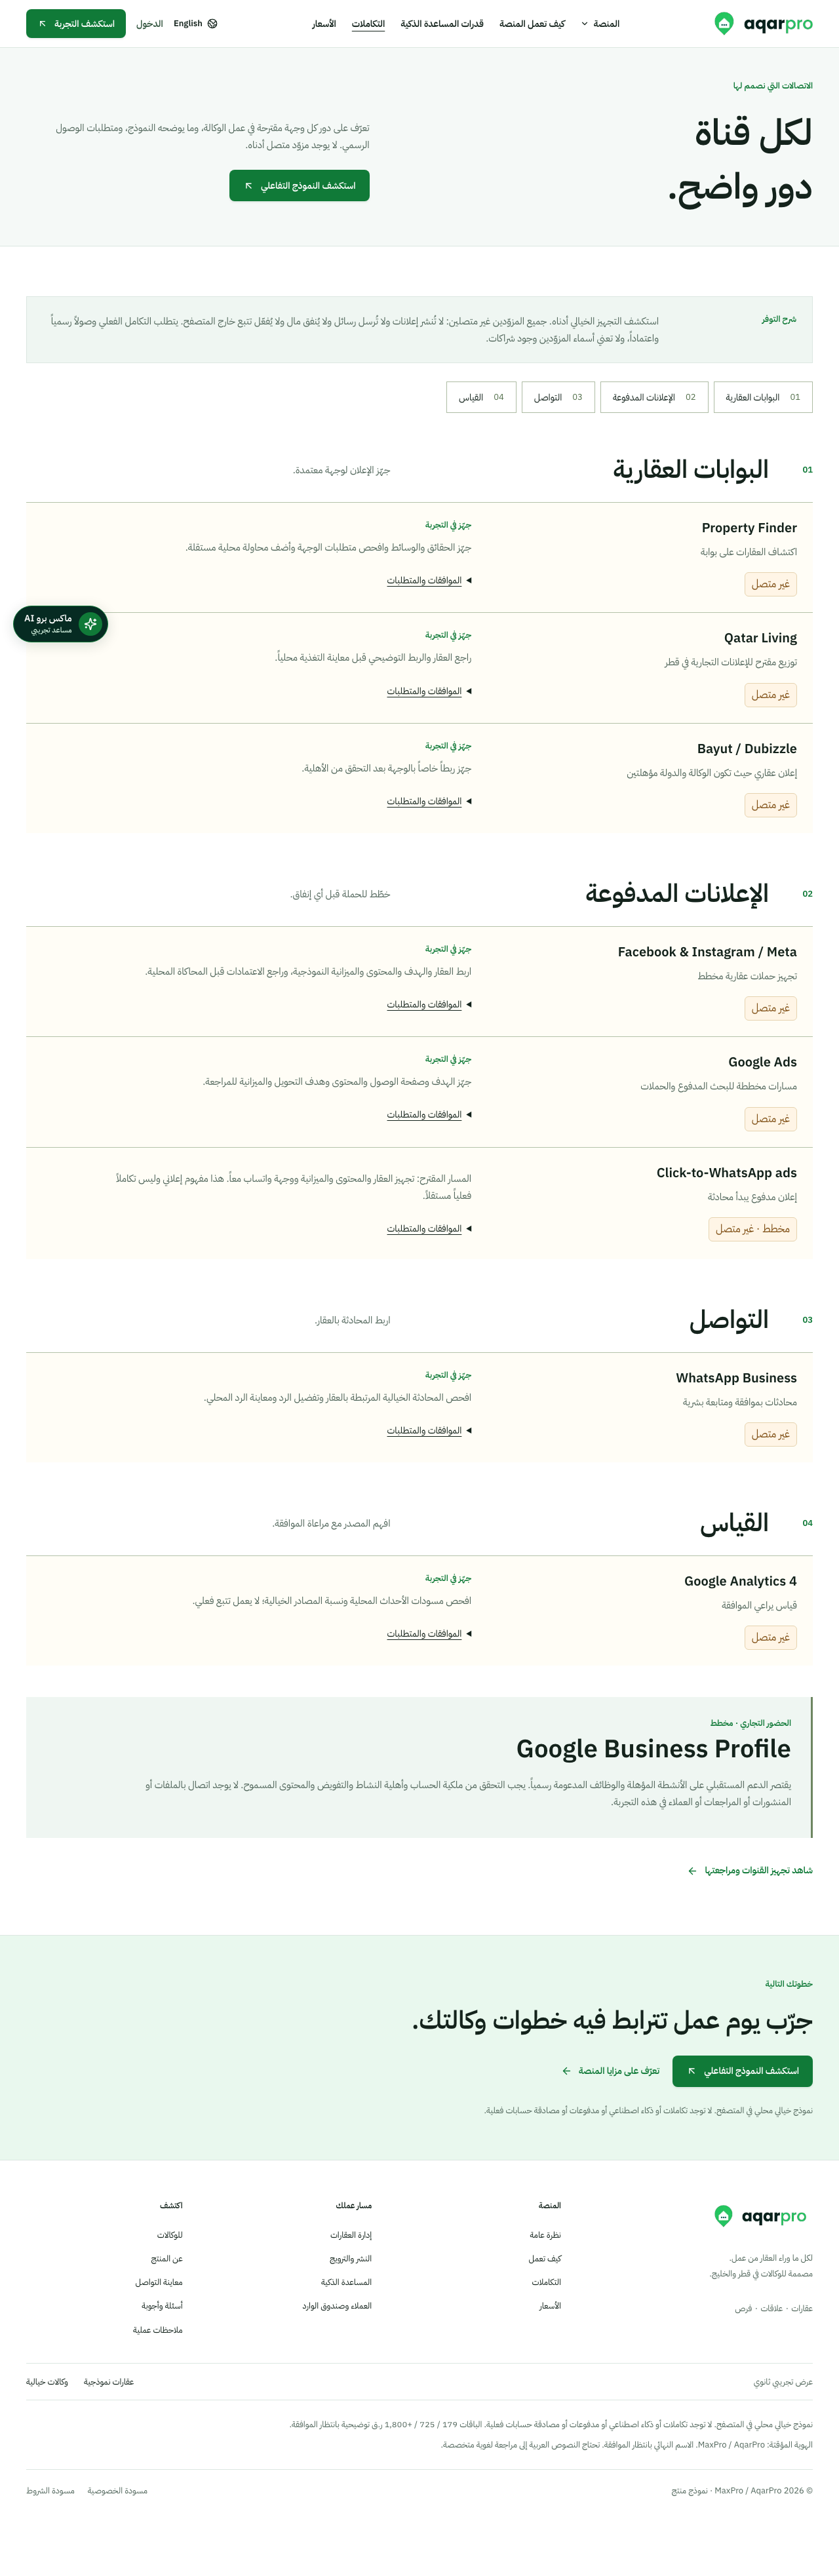 aqarpro
المنصة
كيف تعمل المنصة
قدرات المساعدة الذكية
التكاملات
الأسعار
English
الدخول
استكشف التجربة
الاتصالات التي نصمم لها
لكل قناة
دور واضح.
تعرّف على دور كل وجهة مقترحة في عمل الوكالة، وما يوضحه النموذج، ومتطلبات الوصول
الرسمي. لا يوجد مزوّد متصل أدناه.
استكشف النموذج التفاعلي
شرح التوفر
استكشف التجهيز الخيالي أدناه. جميع المزوّدين غير متصلين: لا تُنشر إعلانات ولا تُرسل رسائل ولا يُنفق مال ولا يُفعّل تتبع خارج المتصفح. يتطلب التكامل الفعلي وصولاً رسمياً
واعتماداً، ولا تعني أسماء المزوّدين وجود شراكات.
01 البوابات العقارية
02 الإعلانات المدفوعة
03 التواصل
04 القياس
01
البوابات العقارية
جهّز الإعلان لوجهة معتمدة.
Property Finder
اكتشاف العقارات على بوابة
غير متصل
جهّز في التجربة
جهّز الحقائق والوسائط وافحص متطلبات الوجهة وأضف محاولة محلية مستقلة.
الموافقات والمتطلبات
ماكس برو AI
مساعد تجريبي
Qatar Living
توزيع مقترح للإعلانات التجارية في قطر
غير متصل
جهّز في التجربة
راجع العقار والربط التوضيحي قبل معاينة التغذية محلياً.
الموافقات والمتطلبات
Bayut / Dubizzle
إعلان عقاري حيث تكون الوكالة والدولة مؤهلتين
غير متصل
جهّز في التجربة
جهّز ربطاً خاصاً بالوجهة بعد التحقق من الأهلية.
الموافقات والمتطلبات
02
الإعلانات المدفوعة
خطّط للحملة قبل أي إنفاق.
Facebook & Instagram / Meta
تجهيز حملات عقارية مخطط
غير متصل
جهّز في التجربة
اربط العقار والهدف والمحتوى والميزانية النموذجية، وراجع الاعتمادات قبل المحاكاة المحلية.
الموافقات والمتطلبات
Google Ads
مسارات مخططة للبحث المدفوع والحملات
غير متصل
جهّز في التجربة
جهّز الهدف وصفحة الوصول والمحتوى وهدف التحويل والميزانية للمراجعة.
الموافقات والمتطلبات
Click-to-WhatsApp ads
إعلان مدفوع يبدأ محادثة
مخطط · غير متصل
المسار المقترح: تجهيز العقار والمحتوى والميزانية ووجهة واتساب معاً. هذا مفهوم إعلاني وليس تكاملاً
فعلياً مستقلاً.
الموافقات والمتطلبات
03
التواصل
اربط المحادثة بالعقار.
WhatsApp Business
محادثات بموافقة ومتابعة بشرية
غير متصل
جهّز في التجربة
افحص المحادثة الخيالية المرتبطة بالعقار وتفضيل الرد ومعاينة الرد المحلي.
الموافقات والمتطلبات
04
القياس
افهم المصدر مع مراعاة الموافقة.
Google Analytics 4
قياس يراعي الموافقة
غير متصل
جهّز في التجربة
افحص مسودات الأحداث المحلية ونسبة المصادر الخيالية؛ لا يعمل تتبع فعلي.
الموافقات والمتطلبات
الحضور التجاري · مخطط
Google Business Profile
يقتصر الدعم المستقبلي على الأنشطة المؤهلة والوظائف المدعومة رسمياً. يجب التحقق من ملكية الحساب وأهلية النشاط والتفويض والمحتوى المسموح. لا يوجد اتصال بالملفات أو
المنشورات أو المراجعات أو العملاء في هذه التجربة.
شاهد تجهيز القنوات ومراجعتها
خطوتك التالية
جرّب يوم عمل تترابط فيه خطوات وكالتك.
استكشف النموذج التفاعلي
تعرّف على مزايا المنصة
نموذج خيالي محلي في المتصفح. لا توجد تكاملات أو ذكاء اصطناعي أو مدفوعات أو مصادقة حسابات فعلية.
aqarpro
لكل ما وراء العقار من عمل.
مصممة للوكالات في قطر والخليج.
عقارات · علاقات · فرص
المنصة
نظرة عامة
كيف تعمل
التكاملات
الأسعار
مسار عملك
إدارة العقارات
النشر والترويج
المساعدة الذكية
العملاء وصندوق الوارد
اكتشف
للوكالات
عن المنتج
معاينة التواصل
أسئلة وأجوبة
ملاحظات عملية
عرض تجريبي ثانوي
عقارات نموذجية
وكالات خيالية
نموذج خيالي محلي في المتصفح. لا توجد تكاملات أو ذكاء اصطناعي أو مدفوعات أو مصادقة حسابات فعلية. الباقات 179 / 725 / +1,800 ر.ق توضيحية بانتظار الموافقة.
الهوية المؤقتة: MaxPro / AqarPro. الاسم النهائي بانتظار الموافقة. تحتاج النصوص العربية إلى مراجعة لغوية متخصصة.
© 2026 MaxPro / AqarPro · نموذج منتج
مسودة الخصوصية
مسودة الشروط